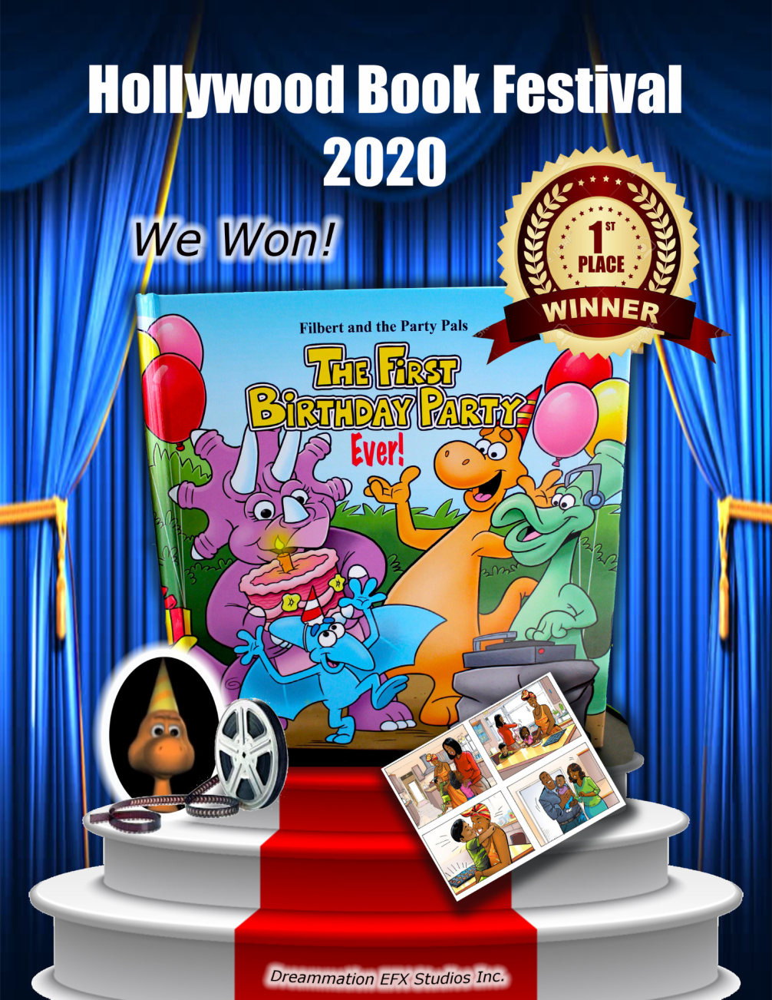 Hollywood Book Festival
2020
We Won!
1ST
PLACE
WINNER
Filbert and the Party Pals
THE FIRST
BIRTHDAY PARTY
Ever!
Dreammation EFX Studios Inc.